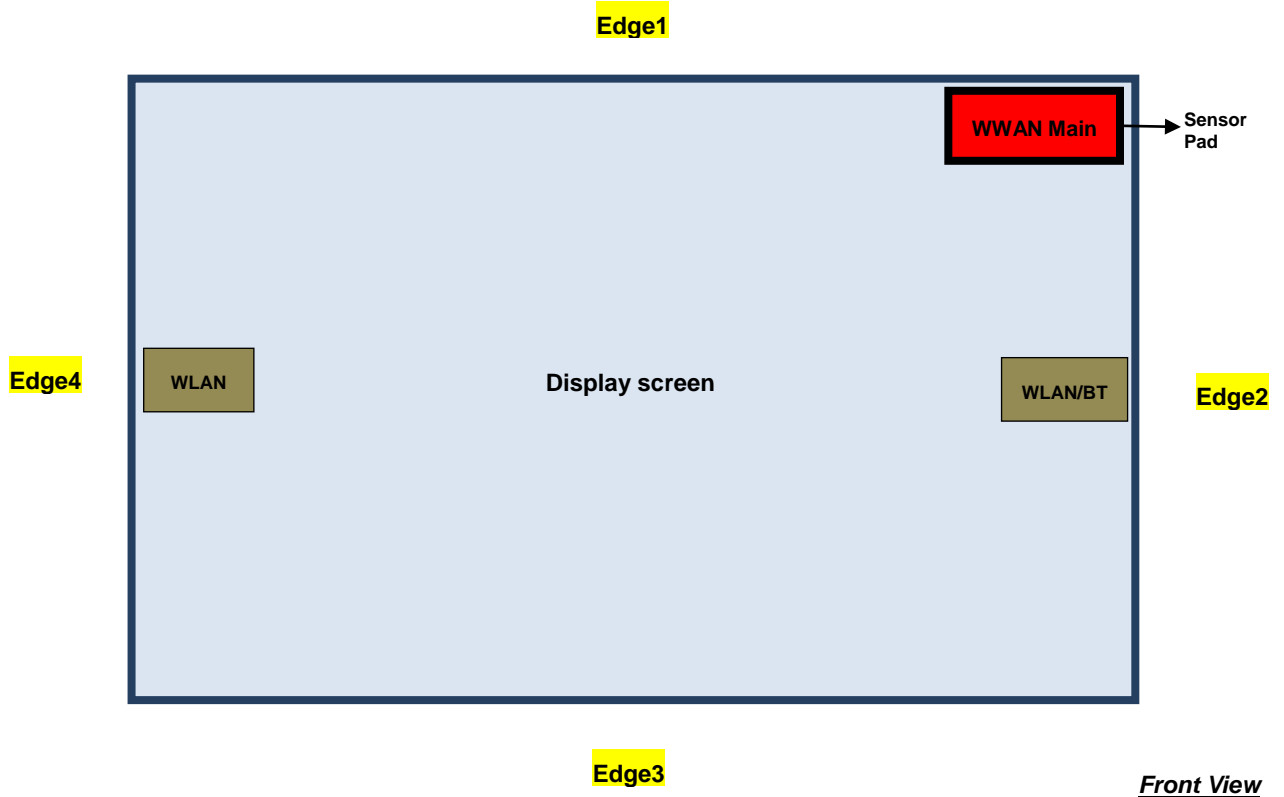 Edge1
WWAN Main
Sensor
Pad
Edge4
WLAN
Display screen
WLAN/BT
Edge2
Edge3
Front View